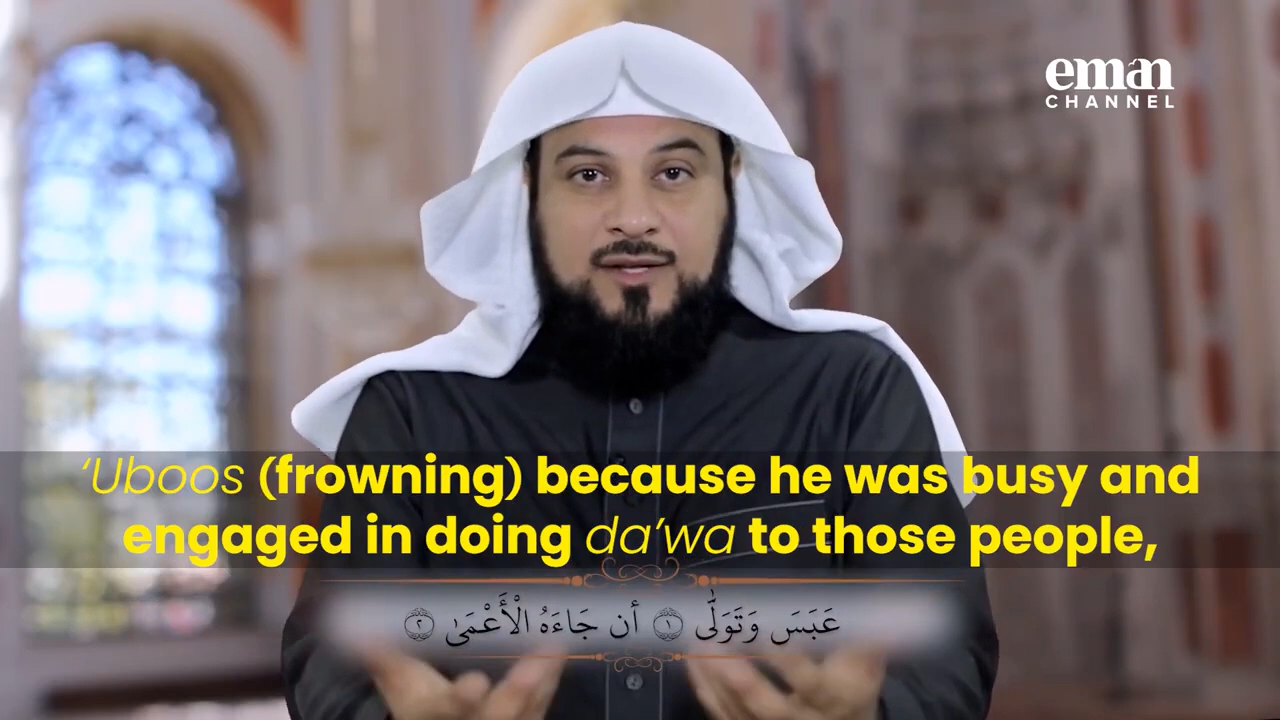 eman
CHANNEL
‘Uboos (frowning) because he was busy and
engaged in doing da’wa to those people,
عَبَسَ وَتَوَلَّىٰ ۝١ أَن جَاءَهُ الْأَعْمَىٰ ۝٢